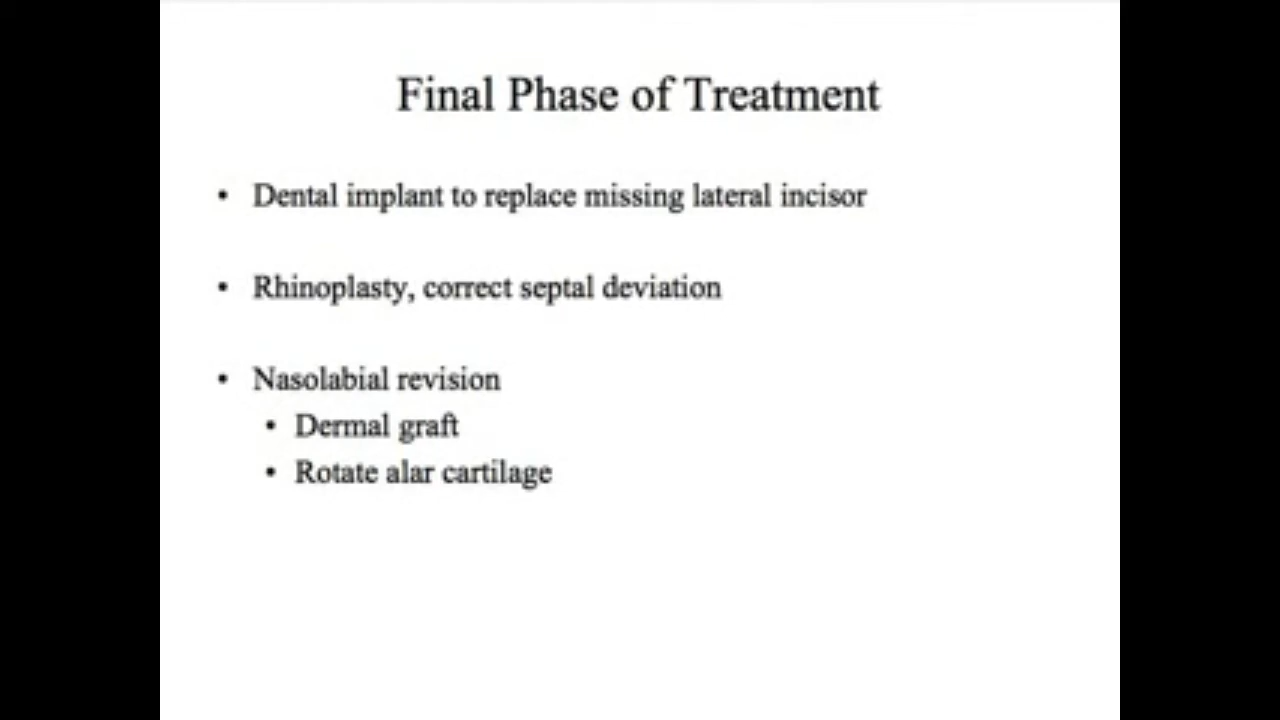 Final Phase of Treatment
• Dental implant to replace missing lateral incisor
• Rhinoplasty, correct septal deviation
• Nasolabial revision
• Dermal graft
• Rotate alar cartilage